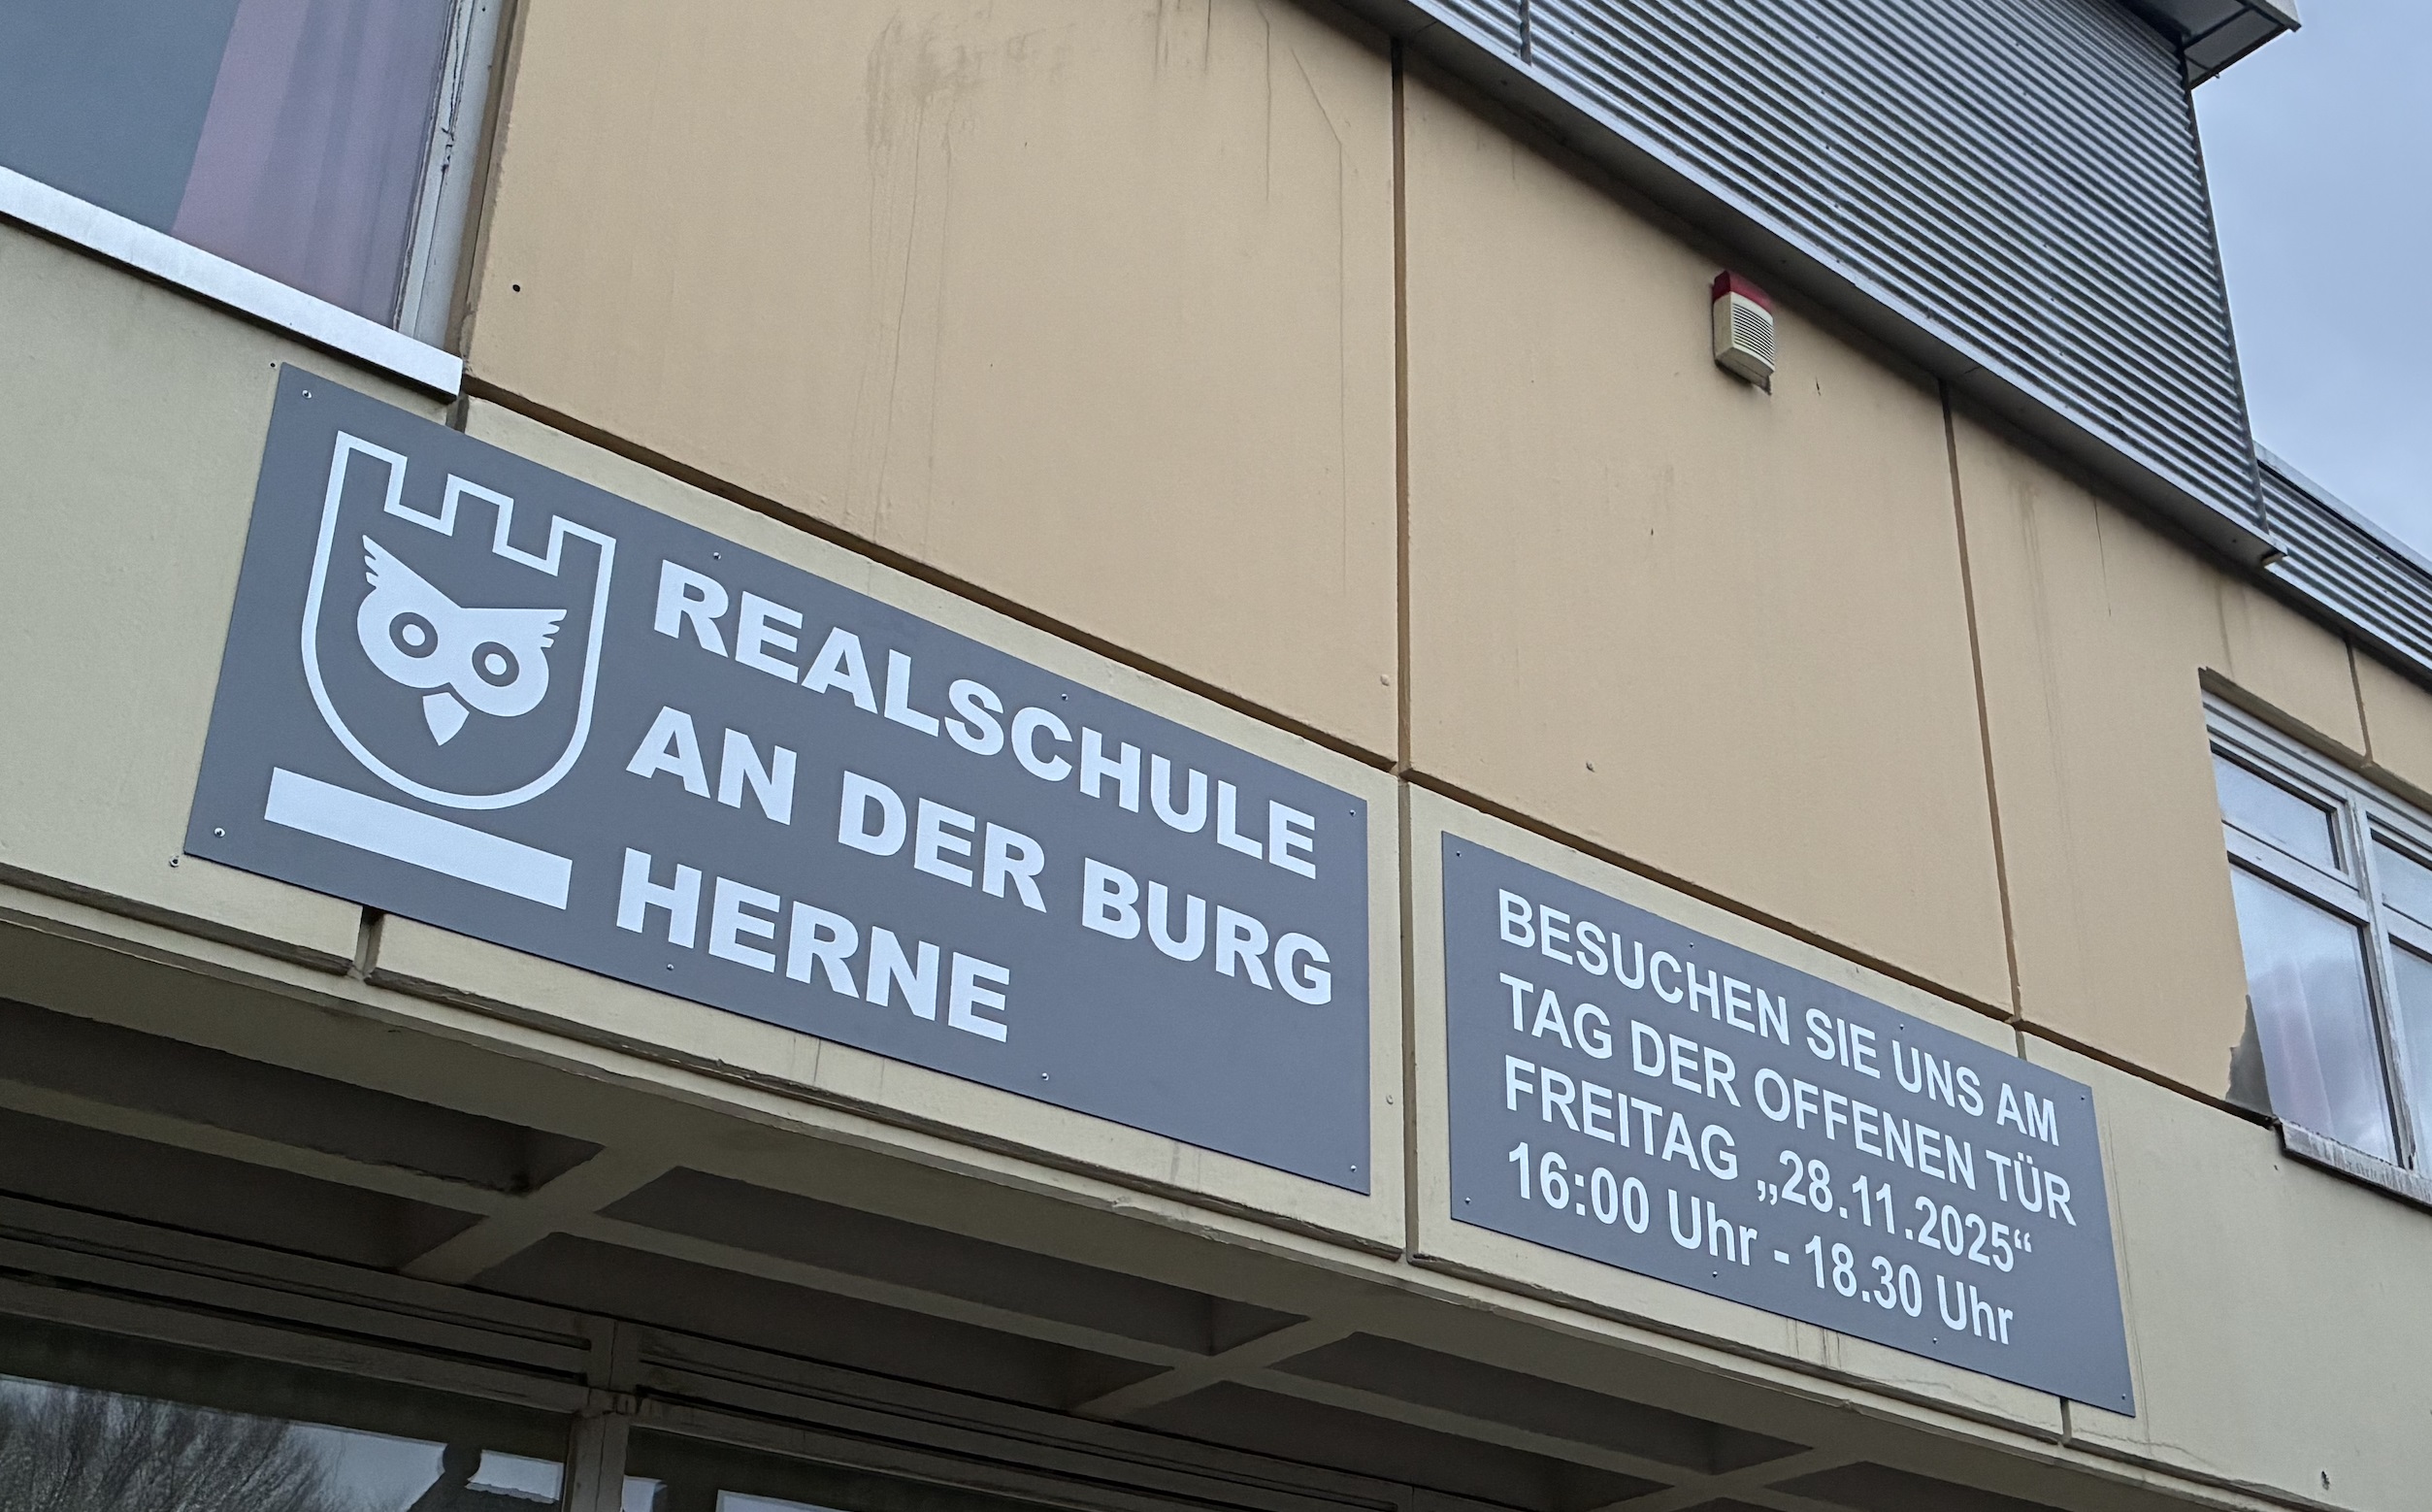 REALSCHULE
AN DER BURG
HERNE
BESUCHEN SIE UNS AM
TAG DER OFFENEN TÜR
FREITAG „28.11.2025“
16:00 Uhr - 18.30 Uhr